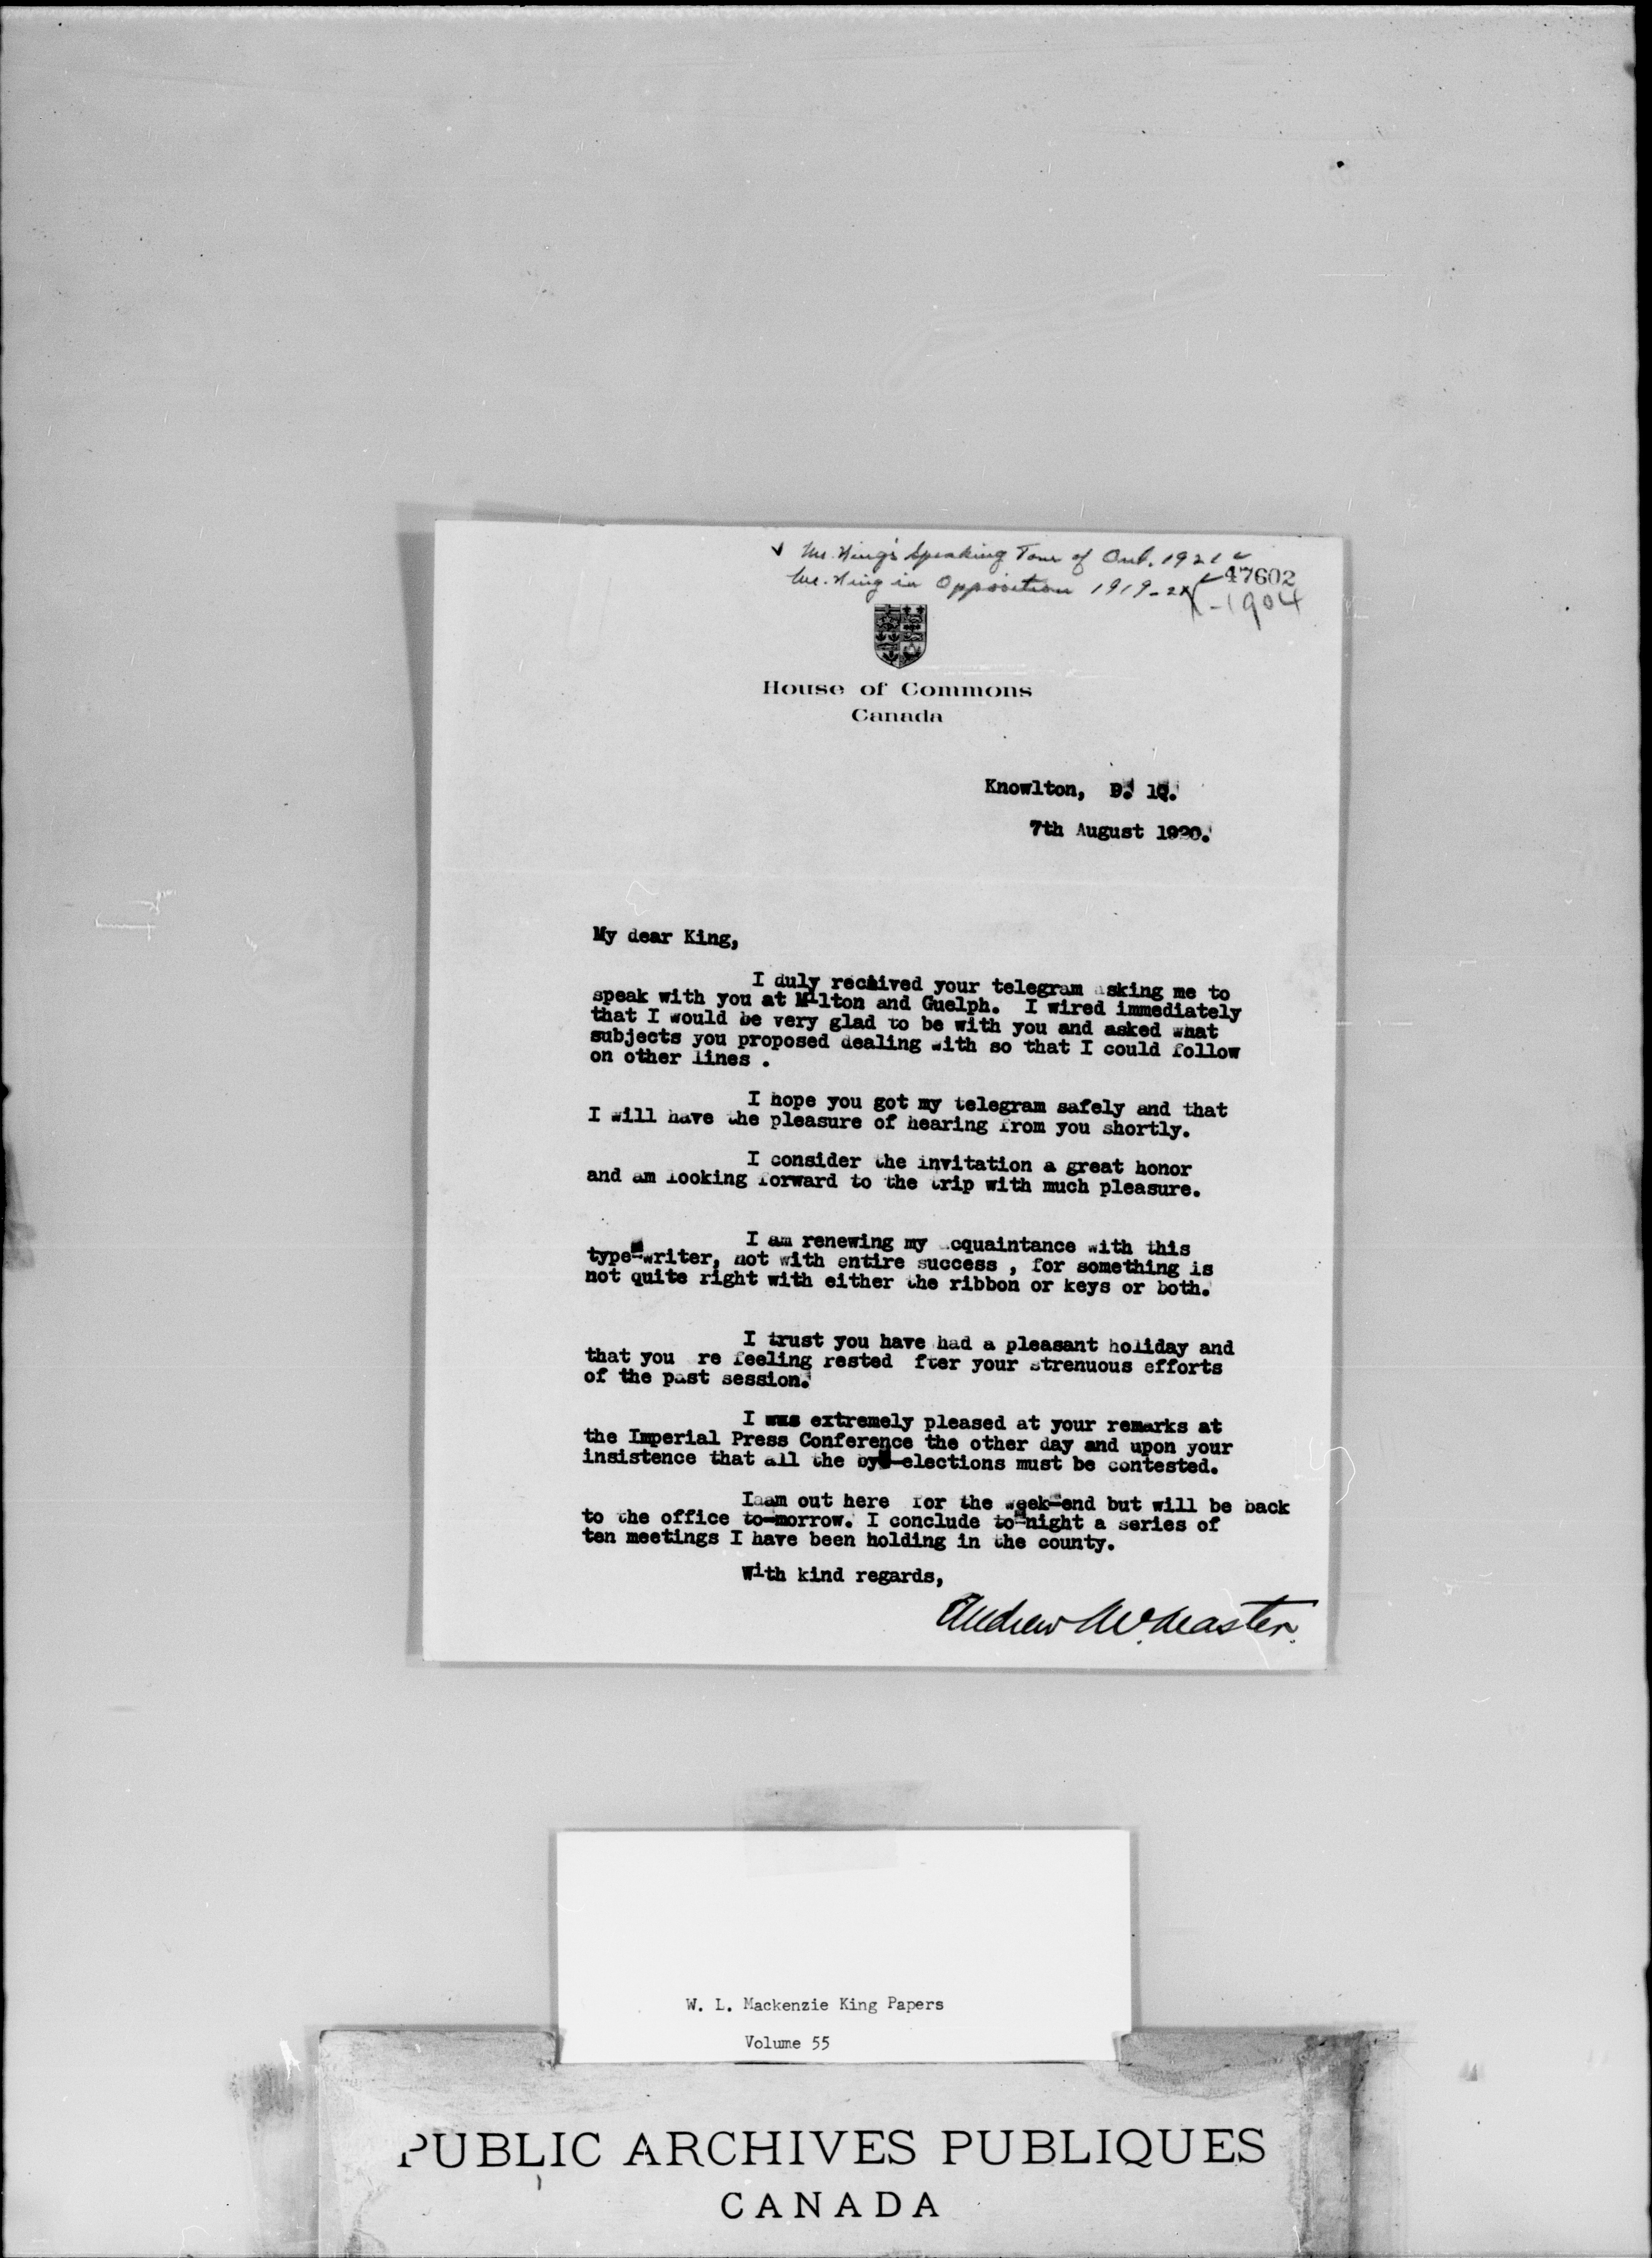 ✓ Mr. King's Speaking Tour of Ont. 1921 ✓
Mr. King in Opposition 1919-21 ✓
47602
-1904
House of Commons
Canada
Knowlton, P. Q.
7th August 1920.
My dear King,
I duly received your telegram asking me to
speak with you at Milton and Guelph. I wired immediately
that I would be very glad to be with you and asked what
subjects you proposed dealing with so that I could follow
on other lines .
I hope you got my telegram safely and that
I will have the pleasure of hearing from you shortly.
I consider the invitation a great honor
and am looking forward to the trip with much pleasure.
I am renewing my acquaintance with this
type-writer, not with entire success , for something is
not quite right with either the ribbon or keys or both.
I trust you have had a pleasant holiday and
that you re feeling rested fter your strenuous efforts
of the past session.
I was extremely pleased at your remarks at
the Imperial Press Conference the other day and upon your
insistence that all the by-elections must be contested.
Iaam out here for the week-end but will be back
to the office to-morrow. I conclude to-night a series of
ten meetings I have been holding in the county.
With kind regards,
Andrew McMaster.
W. L. Mackenzie King Papers
Volume 55
PUBLIC ARCHIVES PUBLIQUES
CANADA